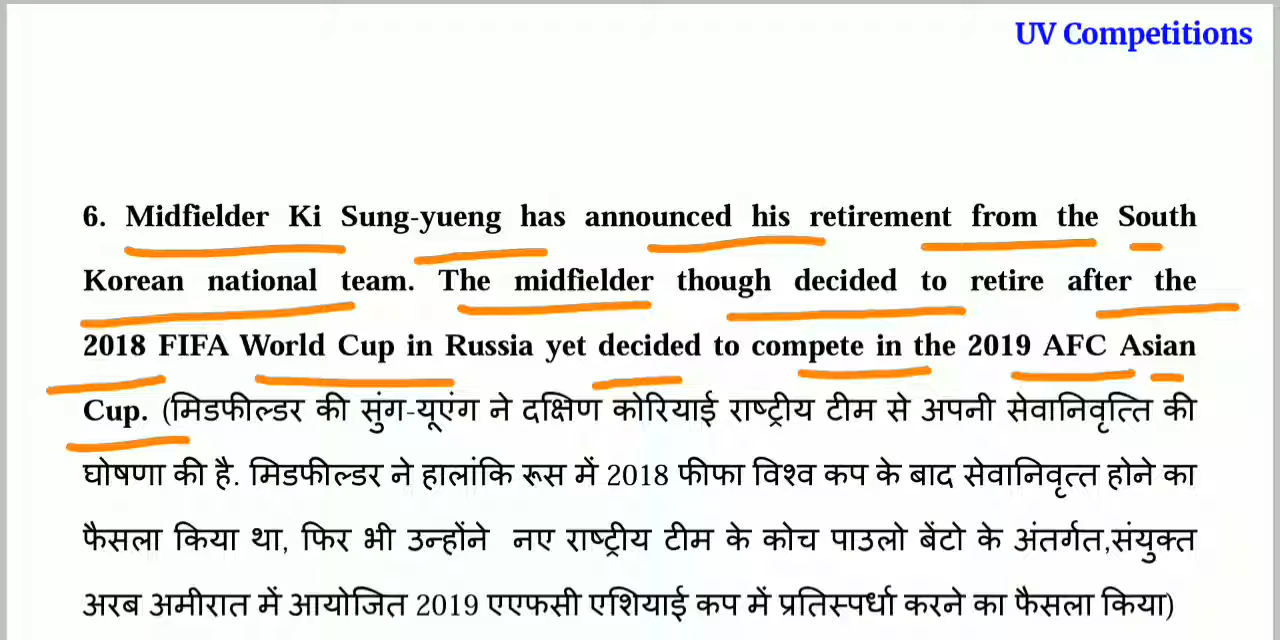 UV Competitions
6. Midfielder Ki Sung-yueng has announced his retirement from the South
Korean national team. The midfielder though decided to retire after the
2018 FIFA World Cup in Russia yet decided to compete in the 2019 AFC Asian
Cup. (मिडफील्डर की सुंग-यूएंग ने दक्षिण कोरियाई राष्ट्रीय टीम से अपनी सेवानिवृत्ति की
घोषणा की है. मिडफील्डर ने हालांकि रूस में 2018 फीफा विश्व कप के बाद सेवानिवृत्त होने का
फैसला किया था, फिर भी उन्होंने नए राष्ट्रीय टीम के कोच पाउलो बेंटो के अंतर्गत,संयुक्त
अरब अमीरात में आयोजित 2019 एएफसी एशियाई कप में प्रतिस्पर्धा करने का फैसला किया)